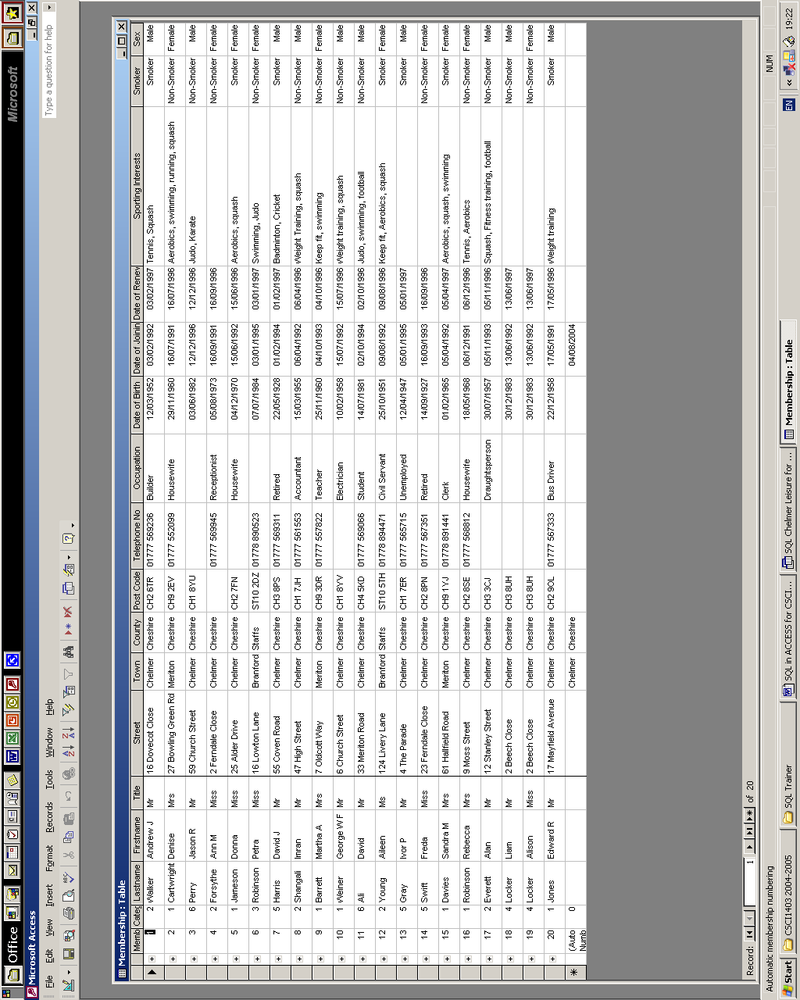 Office
Microsoft
Microsoft Access
File Edit View Insert Format Records Tools Window Help
Type a question for help
Membership : Table
Memb Categ Lastname Firstname Title Street Town County Post Code Telephone No Occupation Date of Birth Date of Joinin Date of Renev Sporting Interests Smoker Sex
1 2 Walker Andrew J Mr 16 Dovecot Close Chelmer Cheshire CH2 6TR 01777 569236 Builder 12/03/1952 03/02/1992 03/02/1997 Tennis, Squash Smoker Male
2 1 Cartwright Denise Mrs 27 Bowling Green Rd Meriton Cheshire CH9 2EV 01777 552099 Housewife 29/11/1960 16/07/1991 16/07/1996 Aerobics, swimming, running, squash Non-Smoker Female
3 6 Perry Jason R Mr 59 Church Street Chelmer Cheshire CH1 8YU 03/06/1982 12/12/1996 12/12/1996 Judo, Karate Non-Smoker Male
4 2 Forsythe Ann M Miss 2 Ferndale Close Chelmer Cheshire 01777 569945 Receptionist 05/08/1973 16/09/1991 16/09/1996 Non-Smoker Female
5 1 Jameson Donna Miss 25 Alder Drive Chelmer Cheshire CH2 7FN Housewife 04/12/1970 15/06/1992 15/06/1996 Aerobics, squash Smoker Female
6 3 Robinson Petra Miss 16 Lowton Lane Branford Staffs ST10 2DZ 01778 890523 07/07/1984 03/01/1995 03/01/1997 Swimming, Judo Smoker Female
7 5 Harris David J Mr 55 Coven Road Chelmer Cheshire CH3 8PS 01777 569311 Retired 22/05/1928 01/02/1994 01/02/1997 Badminton, Cricket Smoker Male
8 2 Shangali Imran Mr 47 High Street Chelmer Cheshire CH1 7JH 01777 561553 Accountant 15/03/1955 06/04/1992 06/04/1996 Weight Training, squash Non-Smoker Male
9 1 Barrett Martha A Mrs 7 Oldcott Way Meriton Cheshire CH9 3DR 01777 557822 Teacher 25/11/1960 04/10/1993 04/10/1996 Keep fit, swimming Non-Smoker Female
10 1 Weiner George W F Mr 6 Church Street Chelmer Cheshire CH1 8YV Electrician 10/02/1958 15/07/1992 15/07/1996 Weight training, squash Non-Smoker Male
11 6 Ali David Mr 33 Meriton Road Chelmer Cheshire CH4 5KD 01777 569066 Student 14/07/1981 02/10/1994 02/10/1996 Judo, swimming, football Non-Smoker Male
12 2 Young Aileen Ms 124 Livery Lane Branford Staffs ST10 5TH 01778 894471 Civil Servant 25/10/1951 09/08/1992 09/08/1996 Keep fit, Aerobics, squash Smoker Female
13 5 Gray Ivor P Mr 4 The Parade Chelmer Cheshire CH1 7ER 01777 565715 Unemployed 12/04/1947 05/01/1995 05/01/1997 Smoker Male
14 5 Swift Freda Miss 23 Ferndale Close Chelmer Cheshire CH2 8PN 01777 567351 Retired 14/09/1927 16/09/1993 16/09/1996 Non-Smoker Female
15 1 Davies Sandra M Mrs 61 Hallfield Road Meriton Cheshire CH9 1YJ 01778 891441 Clerk 01/02/1965 05/04/1992 05/04/1997 Aerobics, squash, swimming Smoker Female
16 1 Robinson Rebecca Mrs 9 Moss Street Chelmer Cheshire CH2 8SE 01777 568812 Housewife 18/05/1968 06/12/1991 06/12/1996 Tennis, Aerobics Non-Smoker Female
17 2 Everett Alan Mr 12 Stanley Street Chelmer Cheshire CH3 3CJ Draughtsperson 30/07/1957 05/11/1993 05/11/1996 Squash, Fitness training, football Non-Smoker Male
18 4 Locker Liam Mr 2 Beech Close Chelmer Cheshire CH3 8UH 30/12/1983 13/06/1992 13/06/1997 Non-Smoker Male
19 4 Locker Alison Miss 2 Beech Close Chelmer Cheshire CH3 8UH 30/12/1983 13/06/1992 13/06/1997 Non-Smoker Female
20 1 Jones Edward R Mr 17 Mayfield Avenue Chelmer Cheshire CH2 9OL 01777 567333 Bus Driver 22/12/1958 17/05/1991 17/05/1996 Weight training Smoker Male
(Auto 0 Chelmer Cheshire 04/08/2004
Numb
Record: 1 of 20
Automatic membership numbering NUM
Start CSCI1403 2004-2005 SQL Trainer SQL in ACCESS for CSCI... SQL Chelmer Leisure for ... Membership : Table EN 19:22